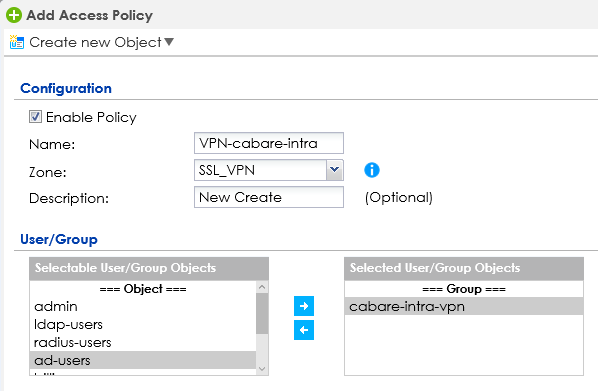 Add Access Policy
Create new Object
Configuration
Enable Policy
Name: VPN-cabare-intra
Zone: SSL_VPN
Description: New Create (Optional)
User/Group
Selectable User/Group Objects Selected User/Group Objects
=== Object === === Group ===
admin cabare-intra-vpn
ldap-users
radius-users
ad-users